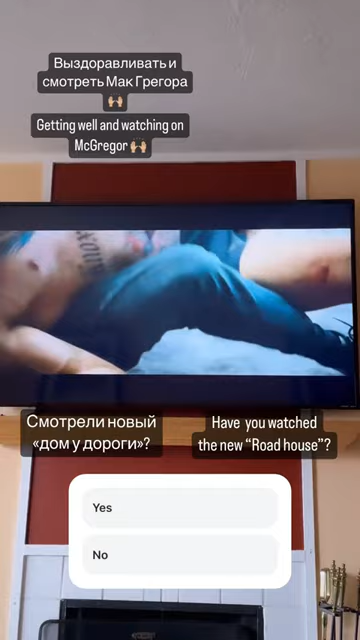 Выздоравливать и
смотреть Мак Грегора
🙌🏼
Getting well and watching on
McGregor 🙌🏼
Смотрели новый
«дом у дороги»?
Have you watched
the new “Road house”?
Yes
No